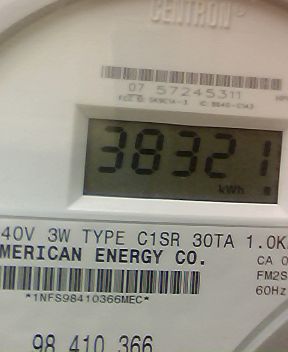 CENTRON®
07 57245311
38321
kWh
40V 3W TYPE C1SR 30TA 1.0K
MERICAN ENERGY CO.
CA 0
FM2S
*1NFS98410366MEC*
60Hz
98 410 366